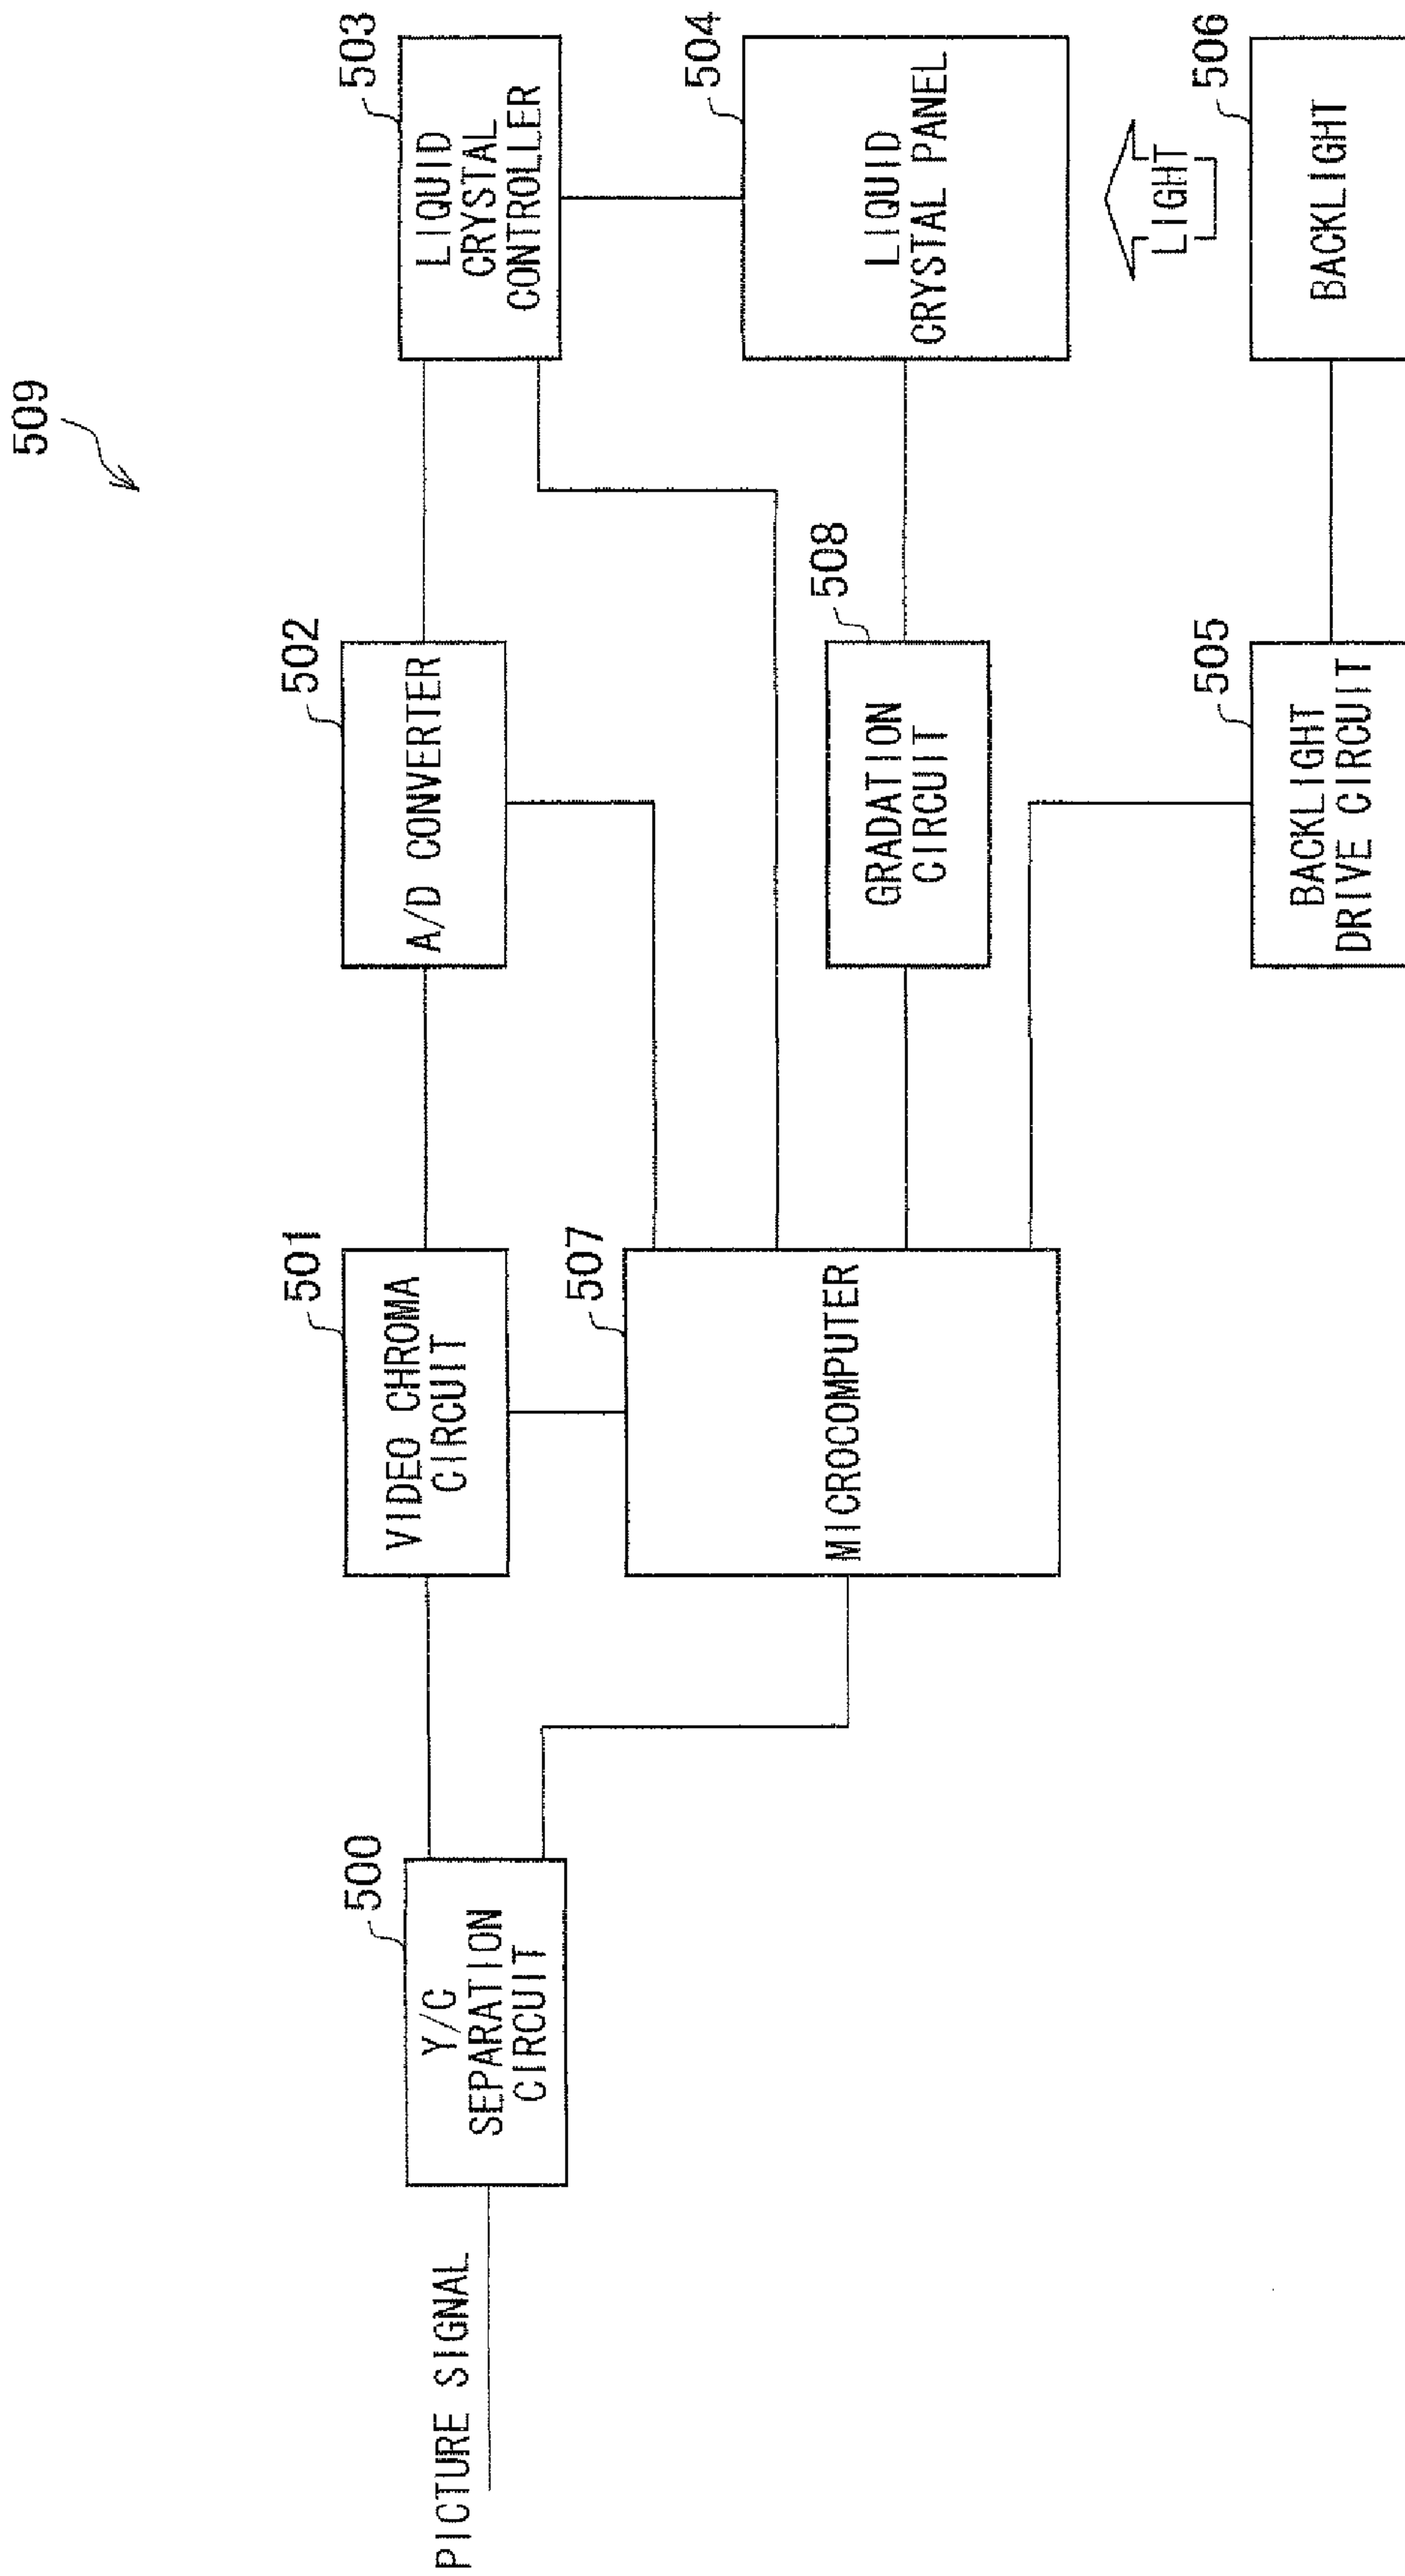 509
503
LIQUID
CRYSTAL
CONTROLLER
502
A/D CONVERTER
501
VIDEO CHROMA
CIRCUIT
500
Y/C
SEPARATION
CIRCUIT
PICTURE SIGNAL
507
MICROCOMPUTER
508
GRADATION
CIRCUIT
504
LIQUID
CRYSTAL PANEL
LIGHT
505
BACKLIGHT
DRIVE CIRCUIT
506
BACKLIGHT